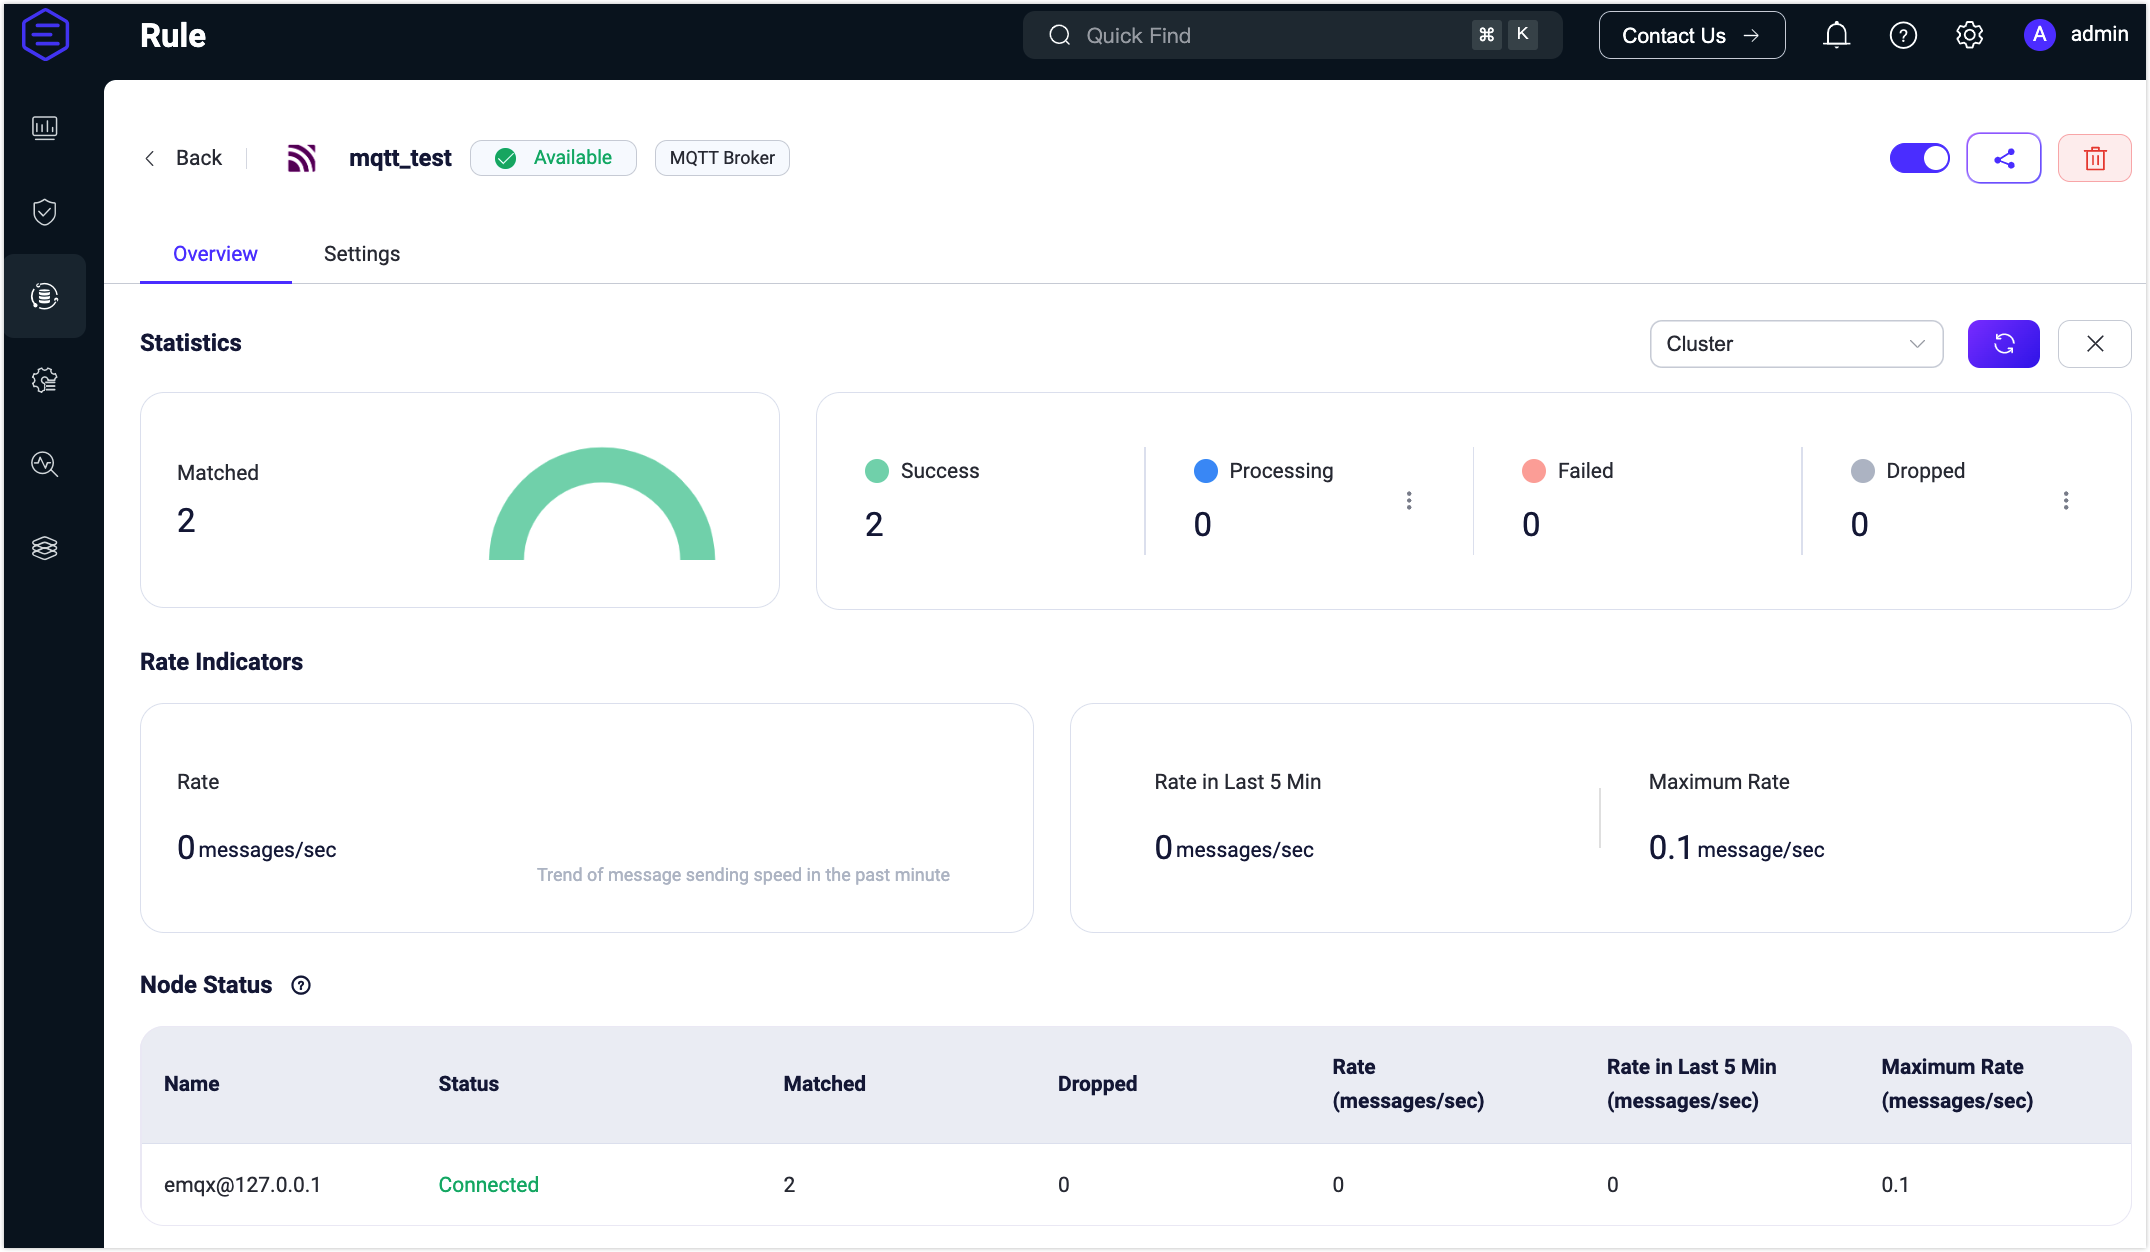 Rule
Quick Find
⌘ K
Contact Us →
A admin
Back
mqtt_test
Available
MQTT Broker
Overview
Settings
Statistics
Cluster
Matched
2
Success
2
Processing
0
Failed
0
Dropped
0
Rate Indicators
Rate
0 messages/sec
Trend of message sending speed in the past minute
Rate in Last 5 Min
0 messages/sec
Maximum Rate
0.1 message/sec
Node Status
Name
Status
Matched
Dropped
Rate
(messages/sec)
Rate in Last 5 Min
(messages/sec)
Maximum Rate
(messages/sec)
emqx@127.0.0.1
Connected
2
0
0
0
0.1